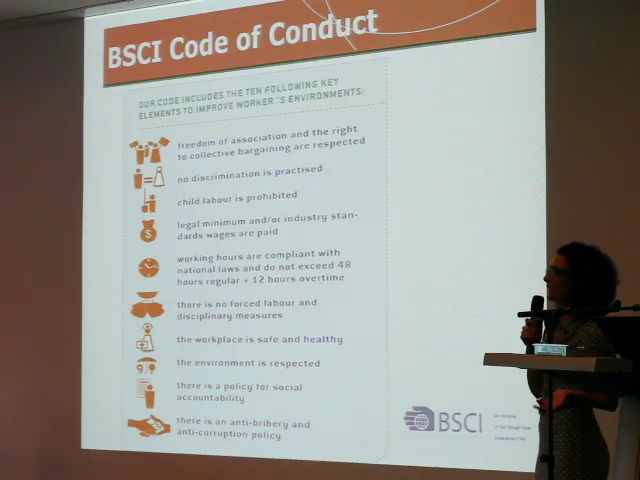 BSCI Code of Conduct
OUR CODE INCLUDES THE TEN FOLLOWING KEY
ELEMENTS TO IMPROVE WORKER´S ENVIRONMENTS:
freedom of association and the right
to collective bargaining are respected
no discrimination is practised
child labour is prohibited
legal minimum and/or industry stan-
dards wages are paid
working hours are compliant with
national laws and do not exceed 48
hours regular + 12 hours overtime
there is no forced labour and
disciplinary measures
the workplace is safe and healthy
the environment is respected
there is a policy for social
accountability
there is an anti-bribery and
anti-corruption policy
BSCI